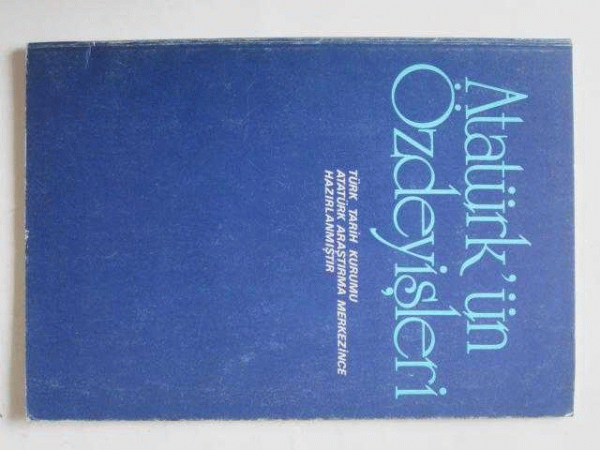 Atatürk'ün
Özdeyişleri
TÜRK TARİH KURUMU
ATATÜRK ARAŞTIRMA MERKEZİNCE
HAZIRLANMIŞTIR